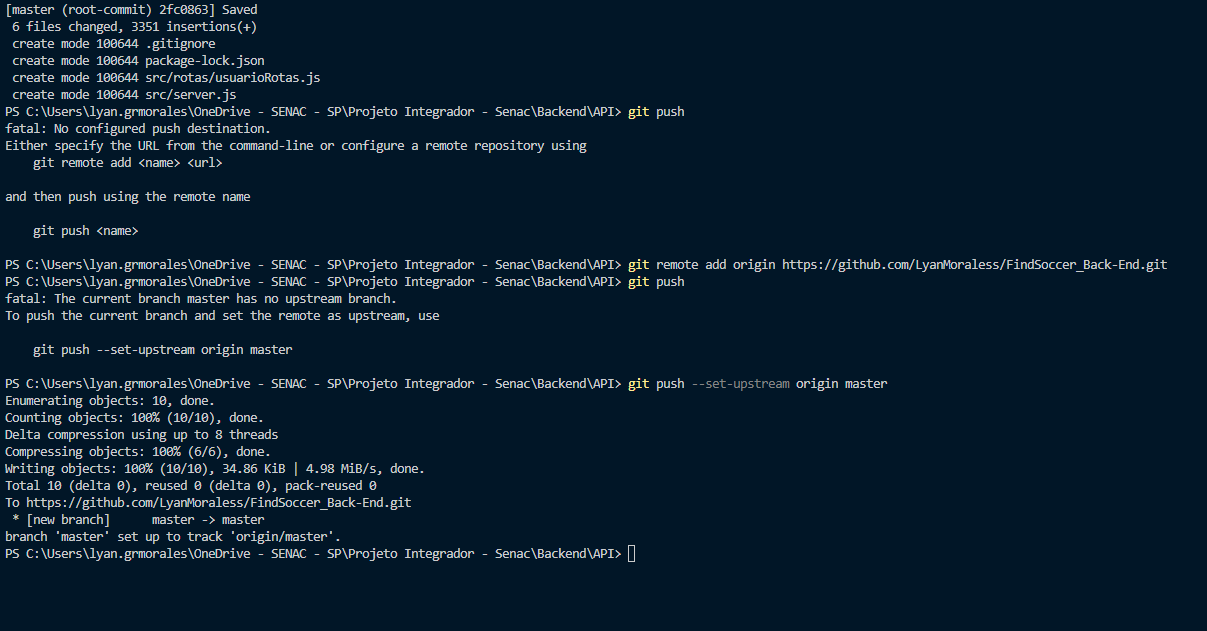 [master (root-commit) 2fc0863] Saved
 6 files changed, 3351 insertions(+)
 create mode 100644 .gitignore
 create mode 100644 package-lock.json
 create mode 100644 src/rotas/usuarioRotas.js
 create mode 100644 src/server.js
PS C:\Users\lyan.grmorales\OneDrive - SENAC - SP\Projeto Integrador - Senac\Backend\API> git push
fatal: No configured push destination.
Either specify the URL from the command-line or configure a remote repository using
    git remote add <name> <url>
and then push using the remote name
    git push <name>
PS C:\Users\lyan.grmorales\OneDrive - SENAC - SP\Projeto Integrador - Senac\Backend\API> git remote add origin https://github.com/LyanMoraless/FindSoccer_Back-End.git
PS C:\Users\lyan.grmorales\OneDrive - SENAC - SP\Projeto Integrador - Senac\Backend\API> git push
fatal: The current branch master has no upstream branch.
To push the current branch and set the remote as upstream, use
    git push --set-upstream origin master
PS C:\Users\lyan.grmorales\OneDrive - SENAC - SP\Projeto Integrador - Senac\Backend\API> git push --set-upstream origin master
Enumerating objects: 10, done.
Counting objects: 100% (10/10), done.
Delta compression using up to 8 threads
Compressing objects: 100% (6/6), done.
Writing objects: 100% (10/10), 34.86 KiB | 4.98 MiB/s, done.
Total 10 (delta 0), reused 0 (delta 0), pack-reused 0
To https://github.com/LyanMoraless/FindSoccer_Back-End.git
 * [new branch]      master -> master
branch 'master' set up to track 'origin/master'.
PS C:\Users\lyan.grmorales\OneDrive - SENAC - SP\Projeto Integrador - Senac\Backend\API>